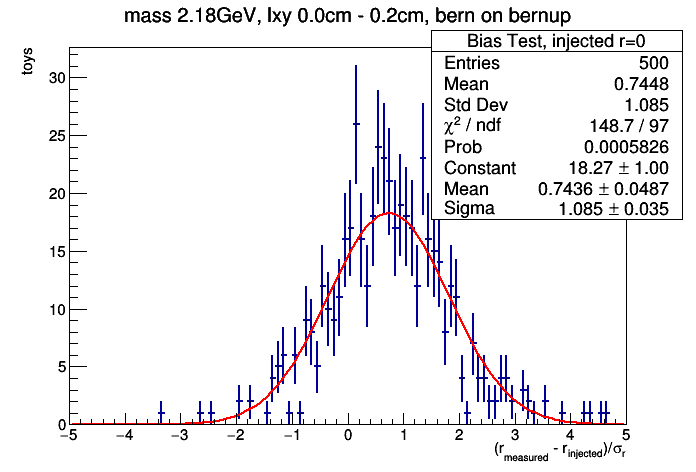 mass 2.18GeV, lxy 0.0cm - 0.2cm, bern on bernup
Bias Test, injected r=0
Entries 500
Mean 0.7448
Std Dev 1.085
χ² / ndf 148.7 / 97
Prob 0.0005826
Constant 18.27 ± 1.00
Mean 0.7436 ± 0.0487
Sigma 1.085 ± 0.035
toys
30
25
20
15
10
5
0
−5 −4 −3 −2 −1 0 1 2 3 4 5
(r_measured - r_injected)/σ_r